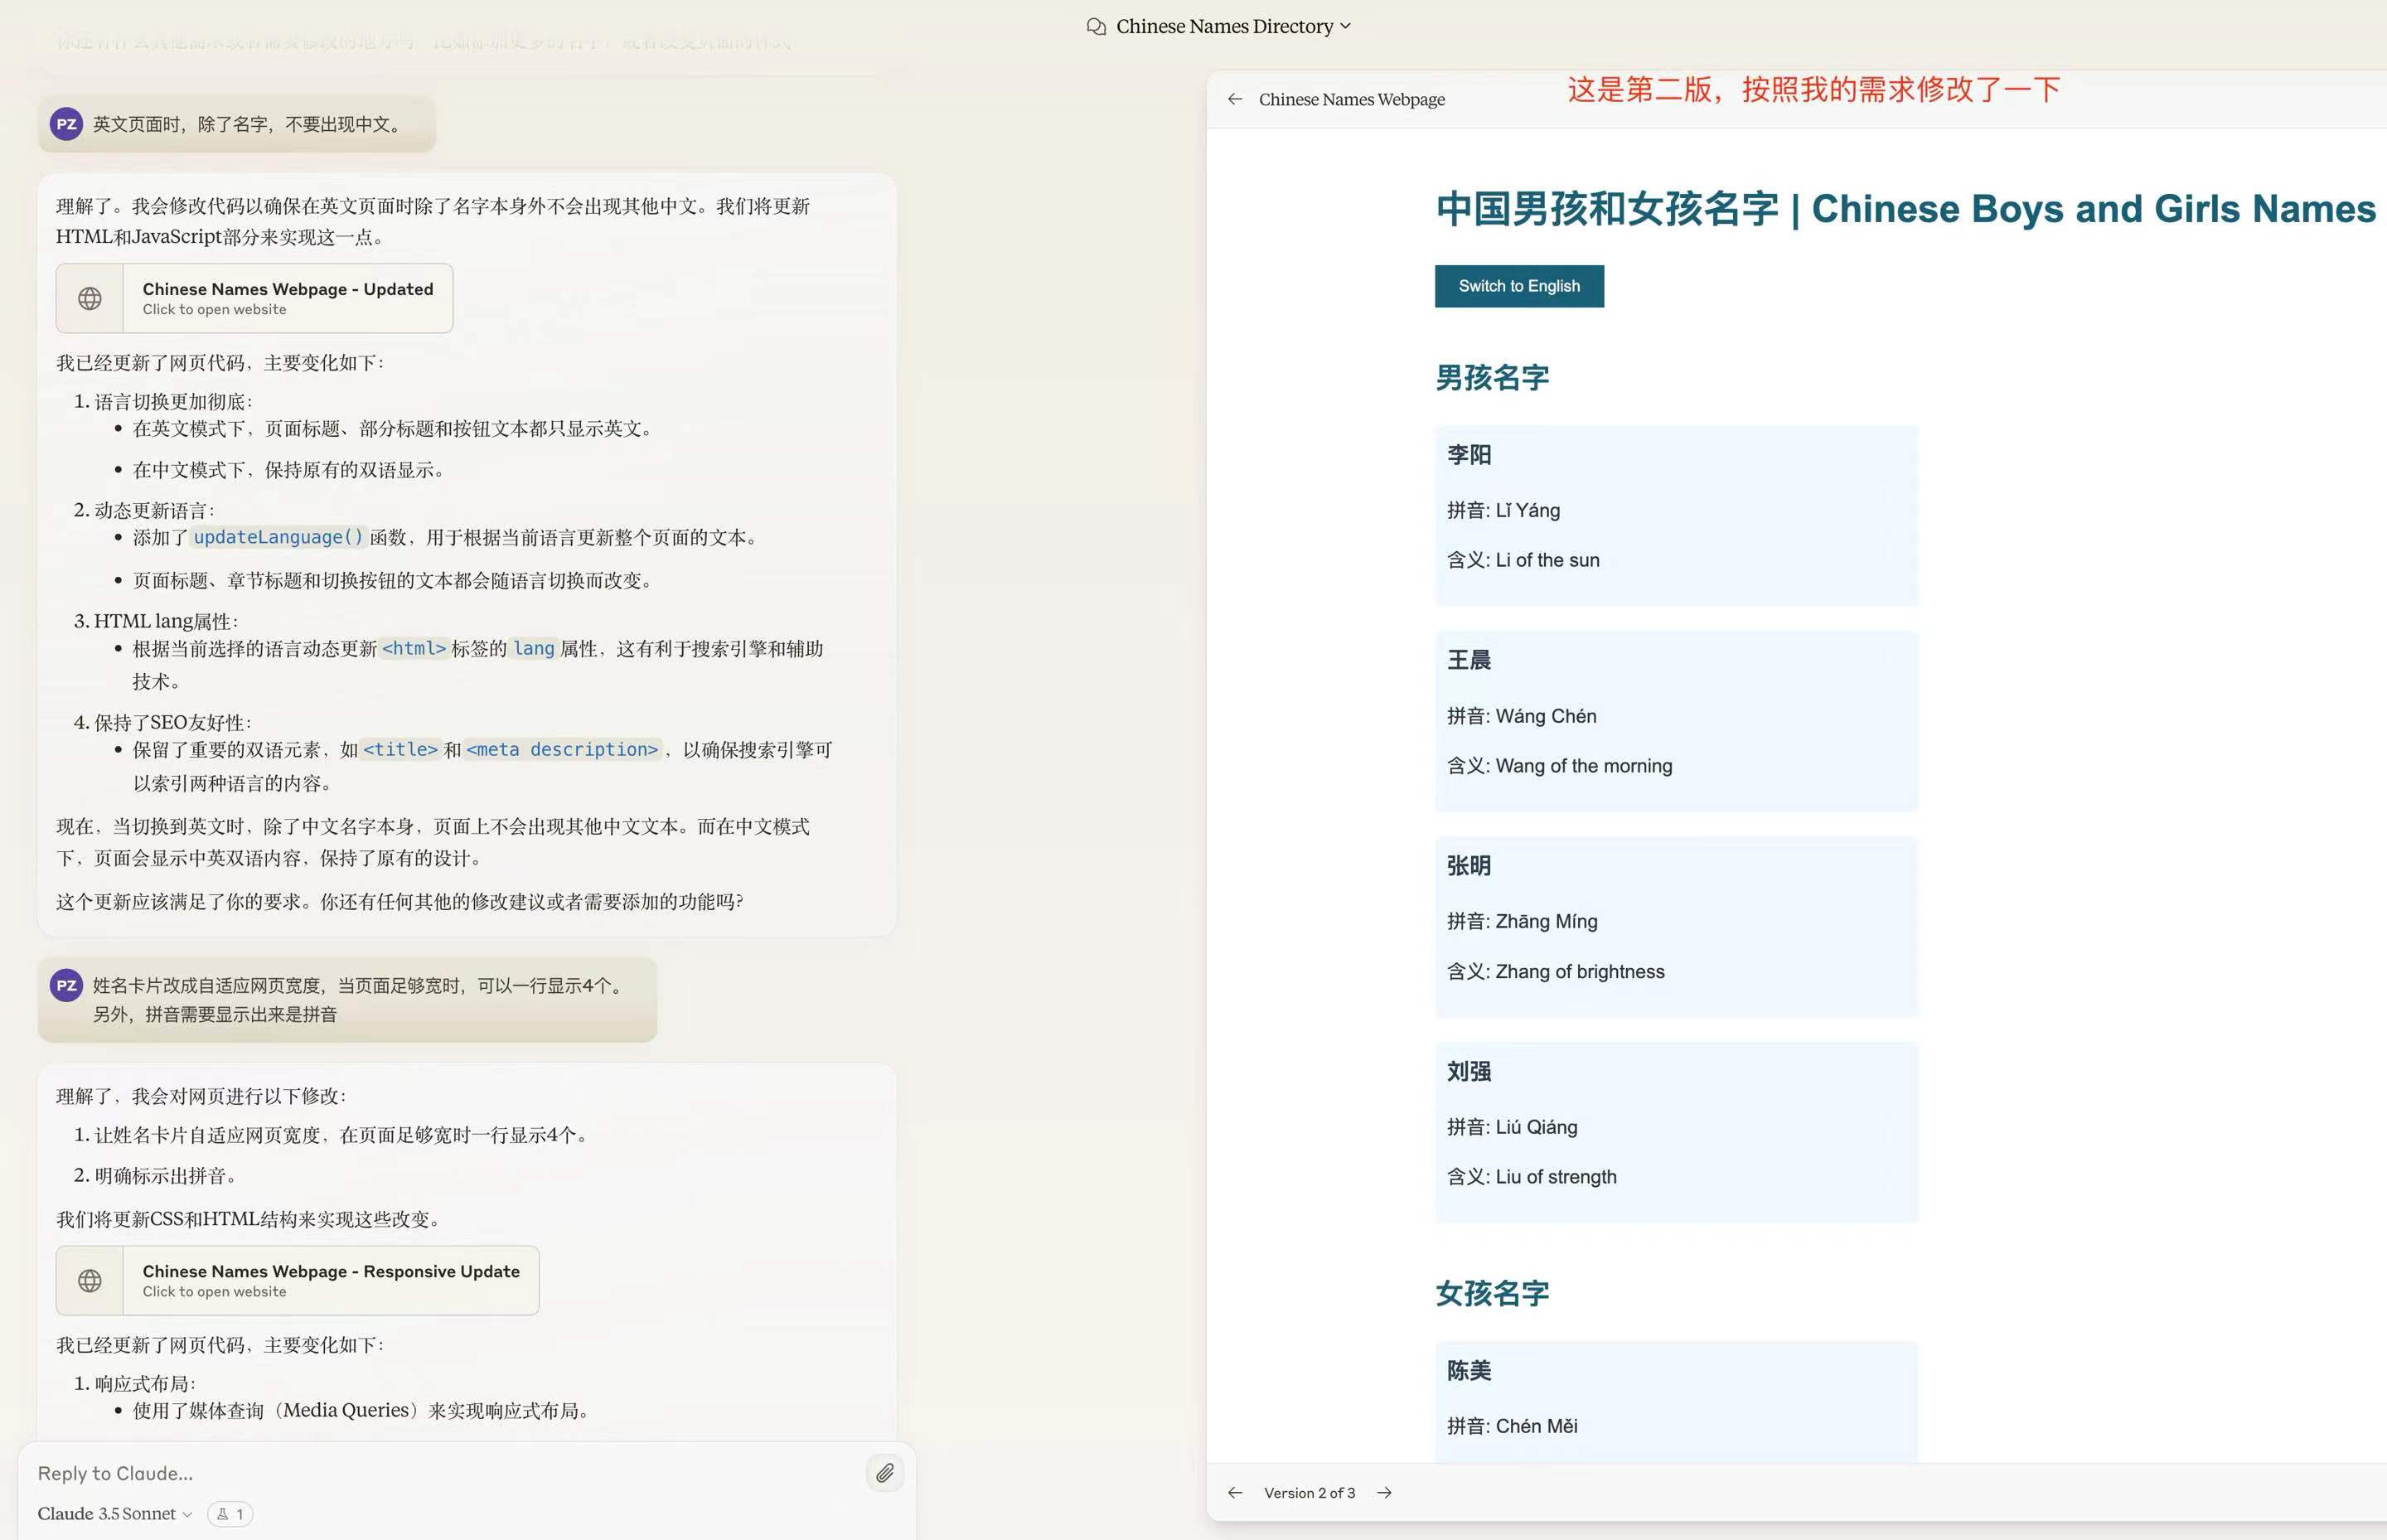 Chinese Names Directory
PZ
英文页面时，除了名字，不要出现中文。
理解了。我会修改代码以确保在英文页面时除了名字本身外不会出现其他中文。我们将更新
HTML和JavaScript部分来实现这一点。
Chinese Names Webpage - Updated
Click to open website
我已经更新了网页代码，主要变化如下：
1. 语言切换更加彻底：
• 在英文模式下，页面标题、部分标题和按钮文本都只显示英文。
• 在中文模式下，保持原有的双语显示。
2. 动态更新语言：
• 添加了 updateLanguage() 函数，用于根据当前语言更新整个页面的文本。
• 页面标题、章节标题和切换按钮的文本都会随语言切换而改变。
3. HTML lang属性：
• 根据当前选择的语言动态更新 <html> 标签的 lang 属性，这有利于搜索引擎和辅助
技术。
4. 保持了SEO友好性：
• 保留了重要的双语元素，如 <title> 和 <meta description> ，以确保搜索引擎可
以索引两种语言的内容。
现在，当切换到英文时，除了中文名字本身，页面上不会出现其他中文文本。而在中文模式
下，页面会显示中英双语内容，保持了原有的设计。
这个更新应该满足了你的要求。你还有任何其他的修改建议或者需要添加的功能吗?
PZ
姓名卡片改成自适应网页宽度，当页面足够宽时，可以一行显示4个。
另外，拼音需要显示出来是拼音
理解了，我会对网页进行以下修改：
1. 让姓名卡片自适应网页宽度，在页面足够宽时一行显示4个。
2. 明确标示出拼音。
我们将更新CSS和HTML结构来实现这些改变。
Chinese Names Webpage - Responsive Update
Click to open website
我已经更新了网页代码，主要变化如下：
1. 响应式布局：
• 使用了媒体查询（Media Queries）来实现响应式布局。
Reply to Claude...
Claude 3.5 Sonnet
1
Chinese Names Webpage
这是第二版，按照我的需求修改了一下
中国男孩和女孩名字 | Chinese Boys and Girls Names
Switch to English
男孩名字
李阳
拼音: Lǐ Yáng
含义: Li of the sun
王晨
拼音: Wáng Chén
含义: Wang of the morning
张明
拼音: Zhāng Míng
含义: Zhang of brightness
刘强
拼音: Liú Qiáng
含义: Liu of strength
女孩名字
陈美
拼音: Chén Měi
Version 2 of 3